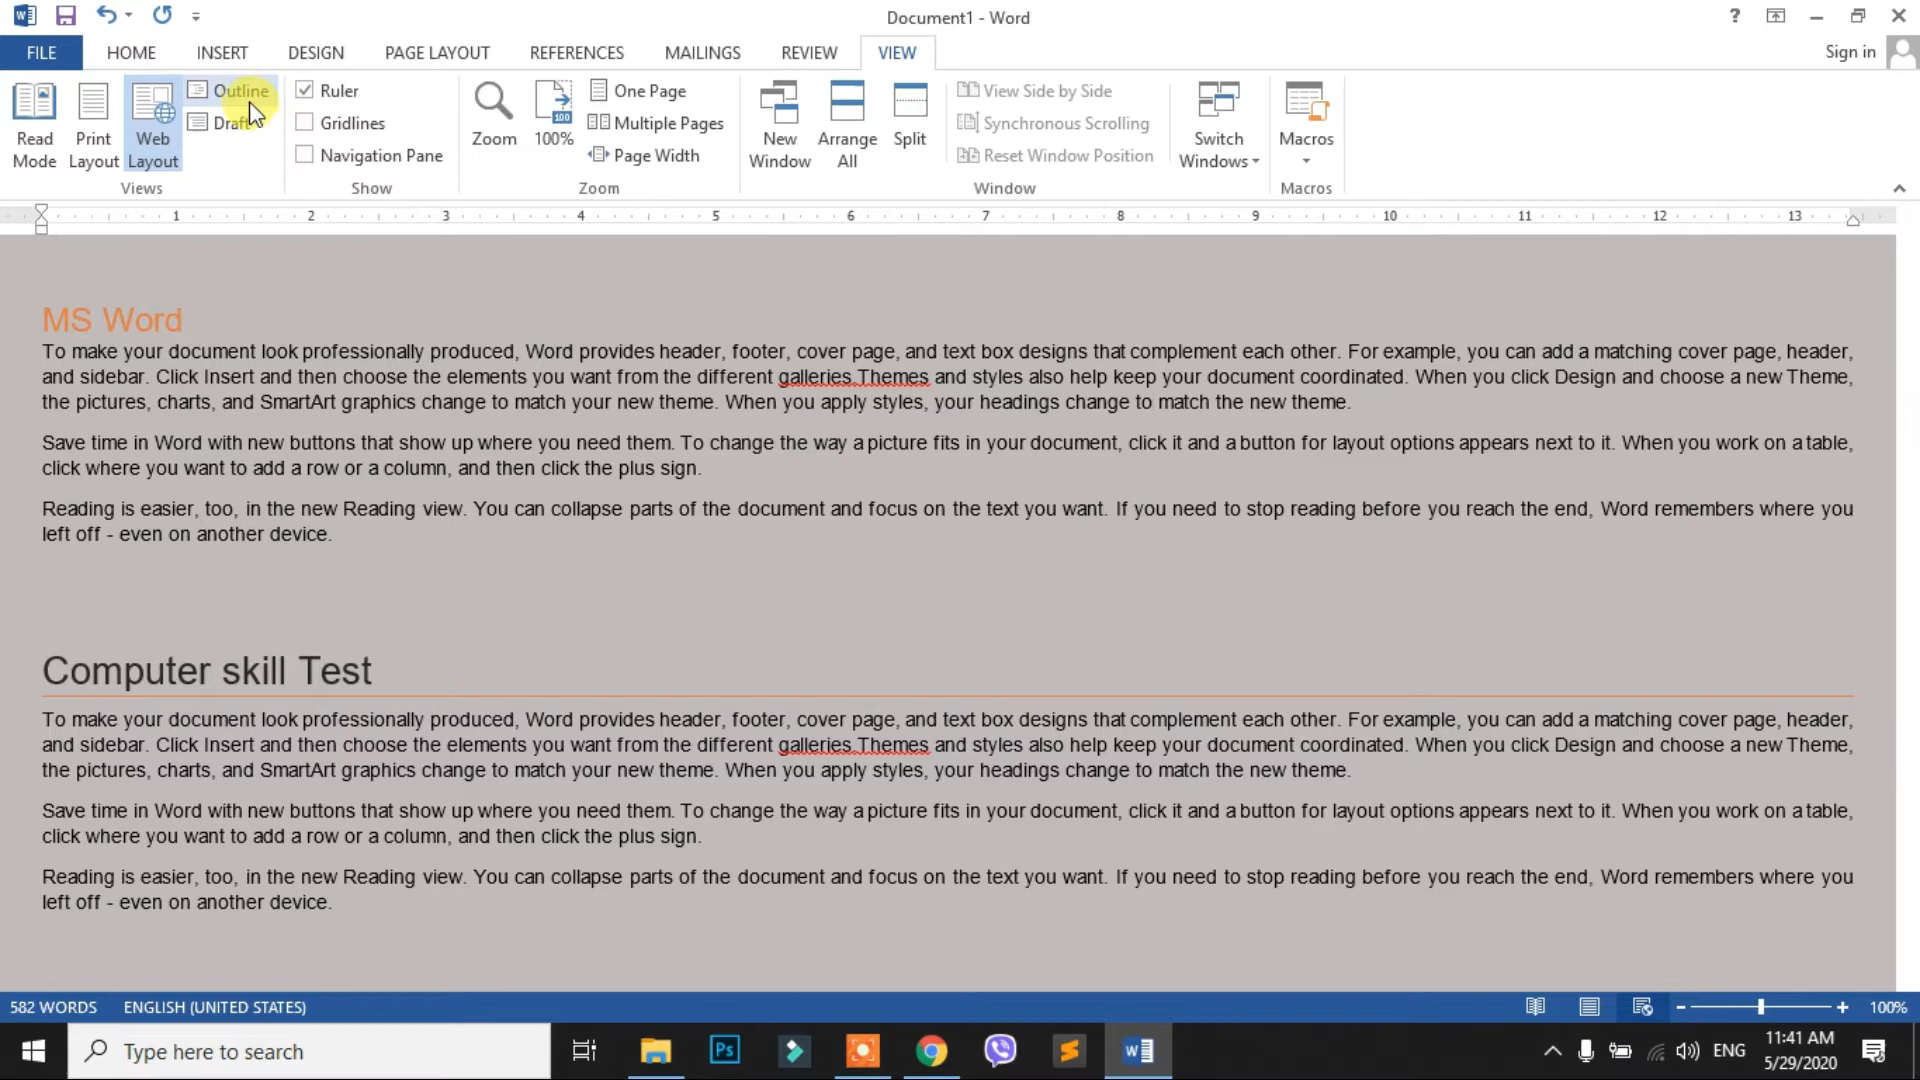 Document1 - Word
?
FILE HOME INSERT DESIGN PAGE LAYOUT REFERENCES MAILINGS REVIEW VIEW
Sign in
Read Mode
Print Layout
Web Layout
Outline
Draft
Views
Ruler
Gridlines
Navigation Pane
Show
Zoom
100
100%
One Page
Multiple Pages
Page Width
Zoom
New Window
Arrange All
Split
View Side by Side
Synchronous Scrolling
Reset Window Position
Window
Switch Windows
Macros
Macros
1 2 3 4 5 6 7 8 9 10 11 12 13
MS Word
To make your document look professionally produced, Word provides header, footer, cover page, and text box designs that complement each other. For example, you can add a matching cover page, header,
and sidebar. Click Insert and then choose the elements you want from the different galleries.Themes and styles also help keep your document coordinated. When you click Design and choose a new Theme,
the pictures, charts, and SmartArt graphics change to match your new theme. When you apply styles, your headings change to match the new theme.
Save time in Word with new buttons that show up where you need them. To change the way a picture fits in your document, click it and a button for layout options appears next to it. When you work on a table,
click where you want to add a row or a column, and then click the plus sign.
Reading is easier, too, in the new Reading view. You can collapse parts of the document and focus on the text you want. If you need to stop reading before you reach the end, Word remembers where you
left off - even on another device.
Computer skill Test
To make your document look professionally produced, Word provides header, footer, cover page, and text box designs that complement each other. For example, you can add a matching cover page, header,
and sidebar. Click Insert and then choose the elements you want from the different galleries.Themes and styles also help keep your document coordinated. When you click Design and choose a new Theme,
the pictures, charts, and SmartArt graphics change to match your new theme. When you apply styles, your headings change to match the new theme.
Save time in Word with new buttons that show up where you need them. To change the way a picture fits in your document, click it and a button for layout options appears next to it. When you work on a table,
click where you want to add a row or a column, and then click the plus sign.
Reading is easier, too, in the new Reading view. You can collapse parts of the document and focus on the text you want. If you need to stop reading before you reach the end, Word remembers where you
left off - even on another device.
582 WORDS ENGLISH (UNITED STATES)
100%
Type here to search
Ps
ENG
11:41 AM
5/29/2020